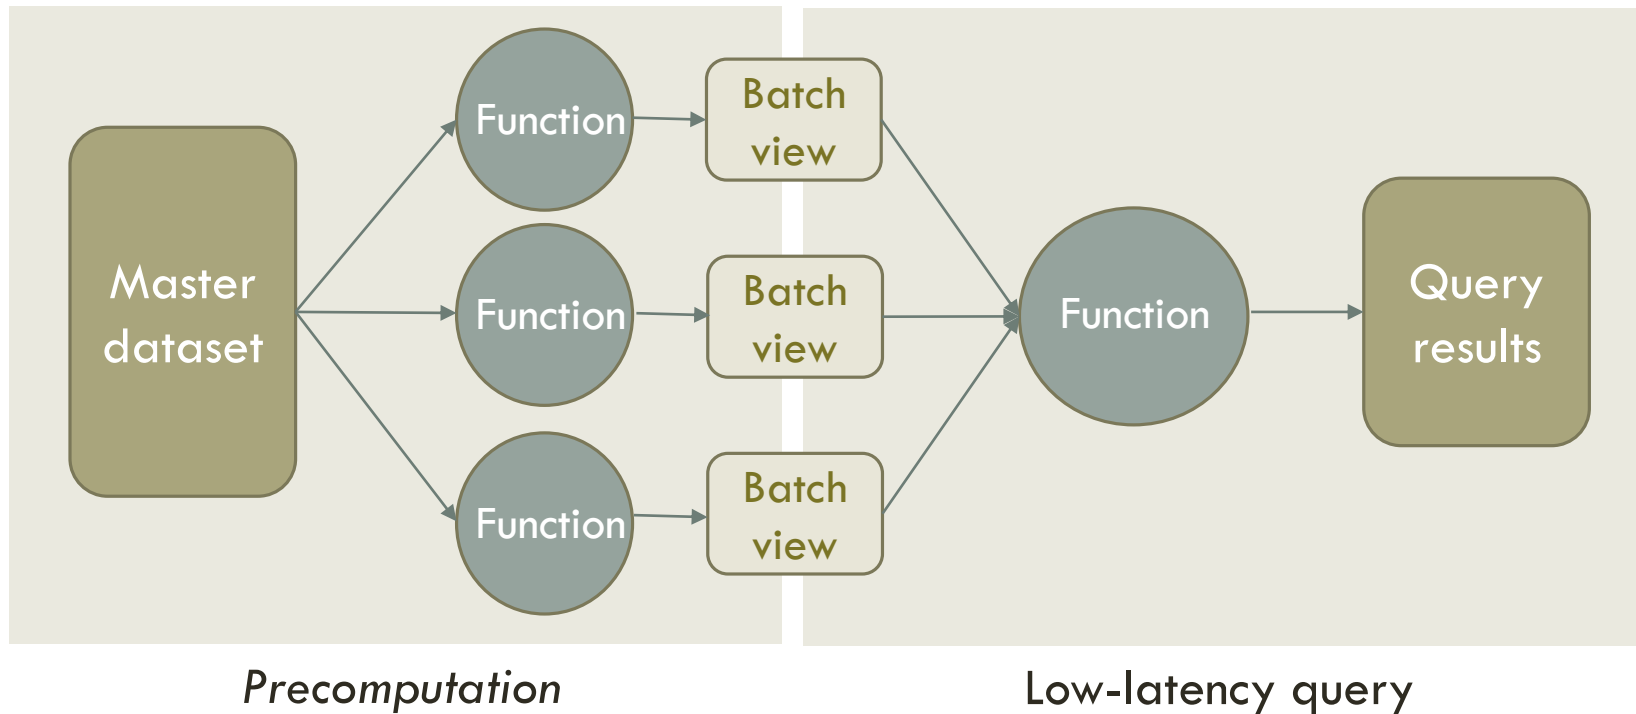 Master
dataset
Function
Batch
view
Function
Batch
view
Function
Batch
view
Function
Query
results
Precomputation
Low-latency query